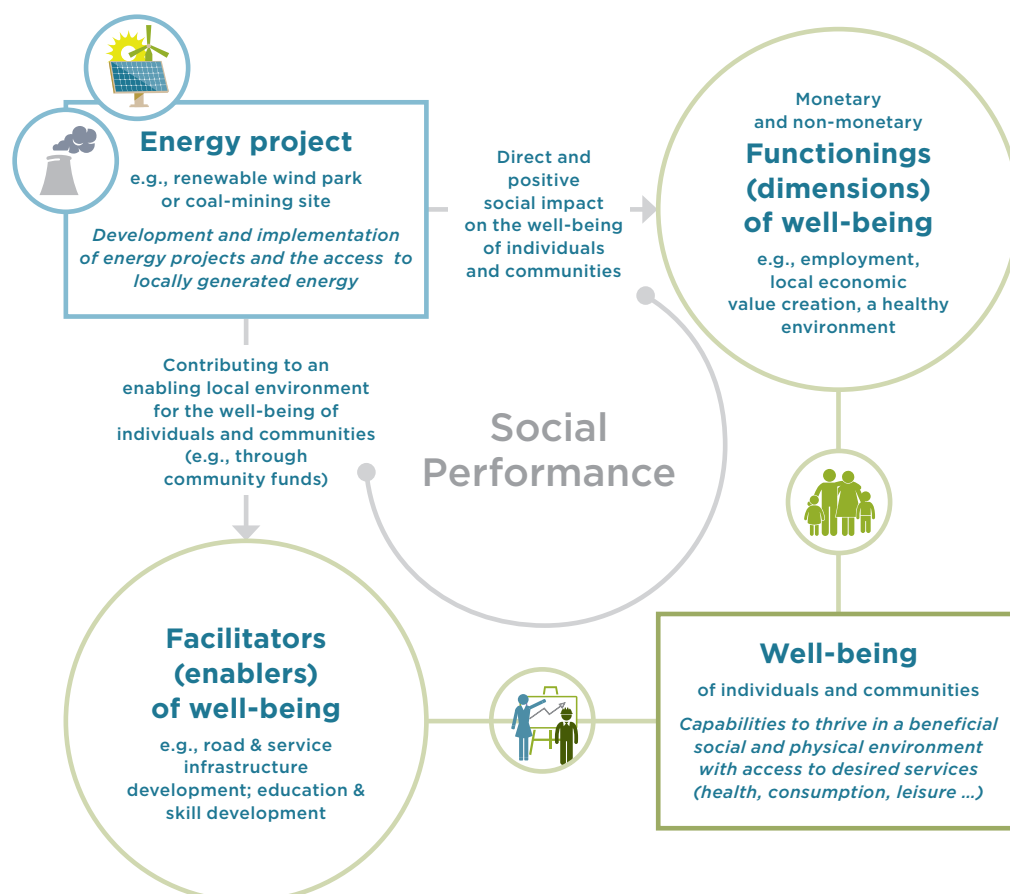 Energy project
e.g., renewable wind park
or coal-mining site
Development and implementation
of energy projects and the access to
locally generated energy
Direct and
positive
social impact
on the well-being
of individuals
and communities
Monetary
and non-monetary
Functionings
(dimensions)
of well-being
e.g., employment,
local economic
value creation, a healthy
environment
Contributing to an
enabling local environment
for the well-being of
individuals and communities
(e.g., through
community funds)
Social
Performance
Facilitators
(enablers)
of well-being
e.g., road & service
infrastructure
development; education &
skill development
Well-being
of individuals and communities
Capabilities to thrive in a beneficial
social and physical environment
with access to desired services
(health, consumption, leisure ...)